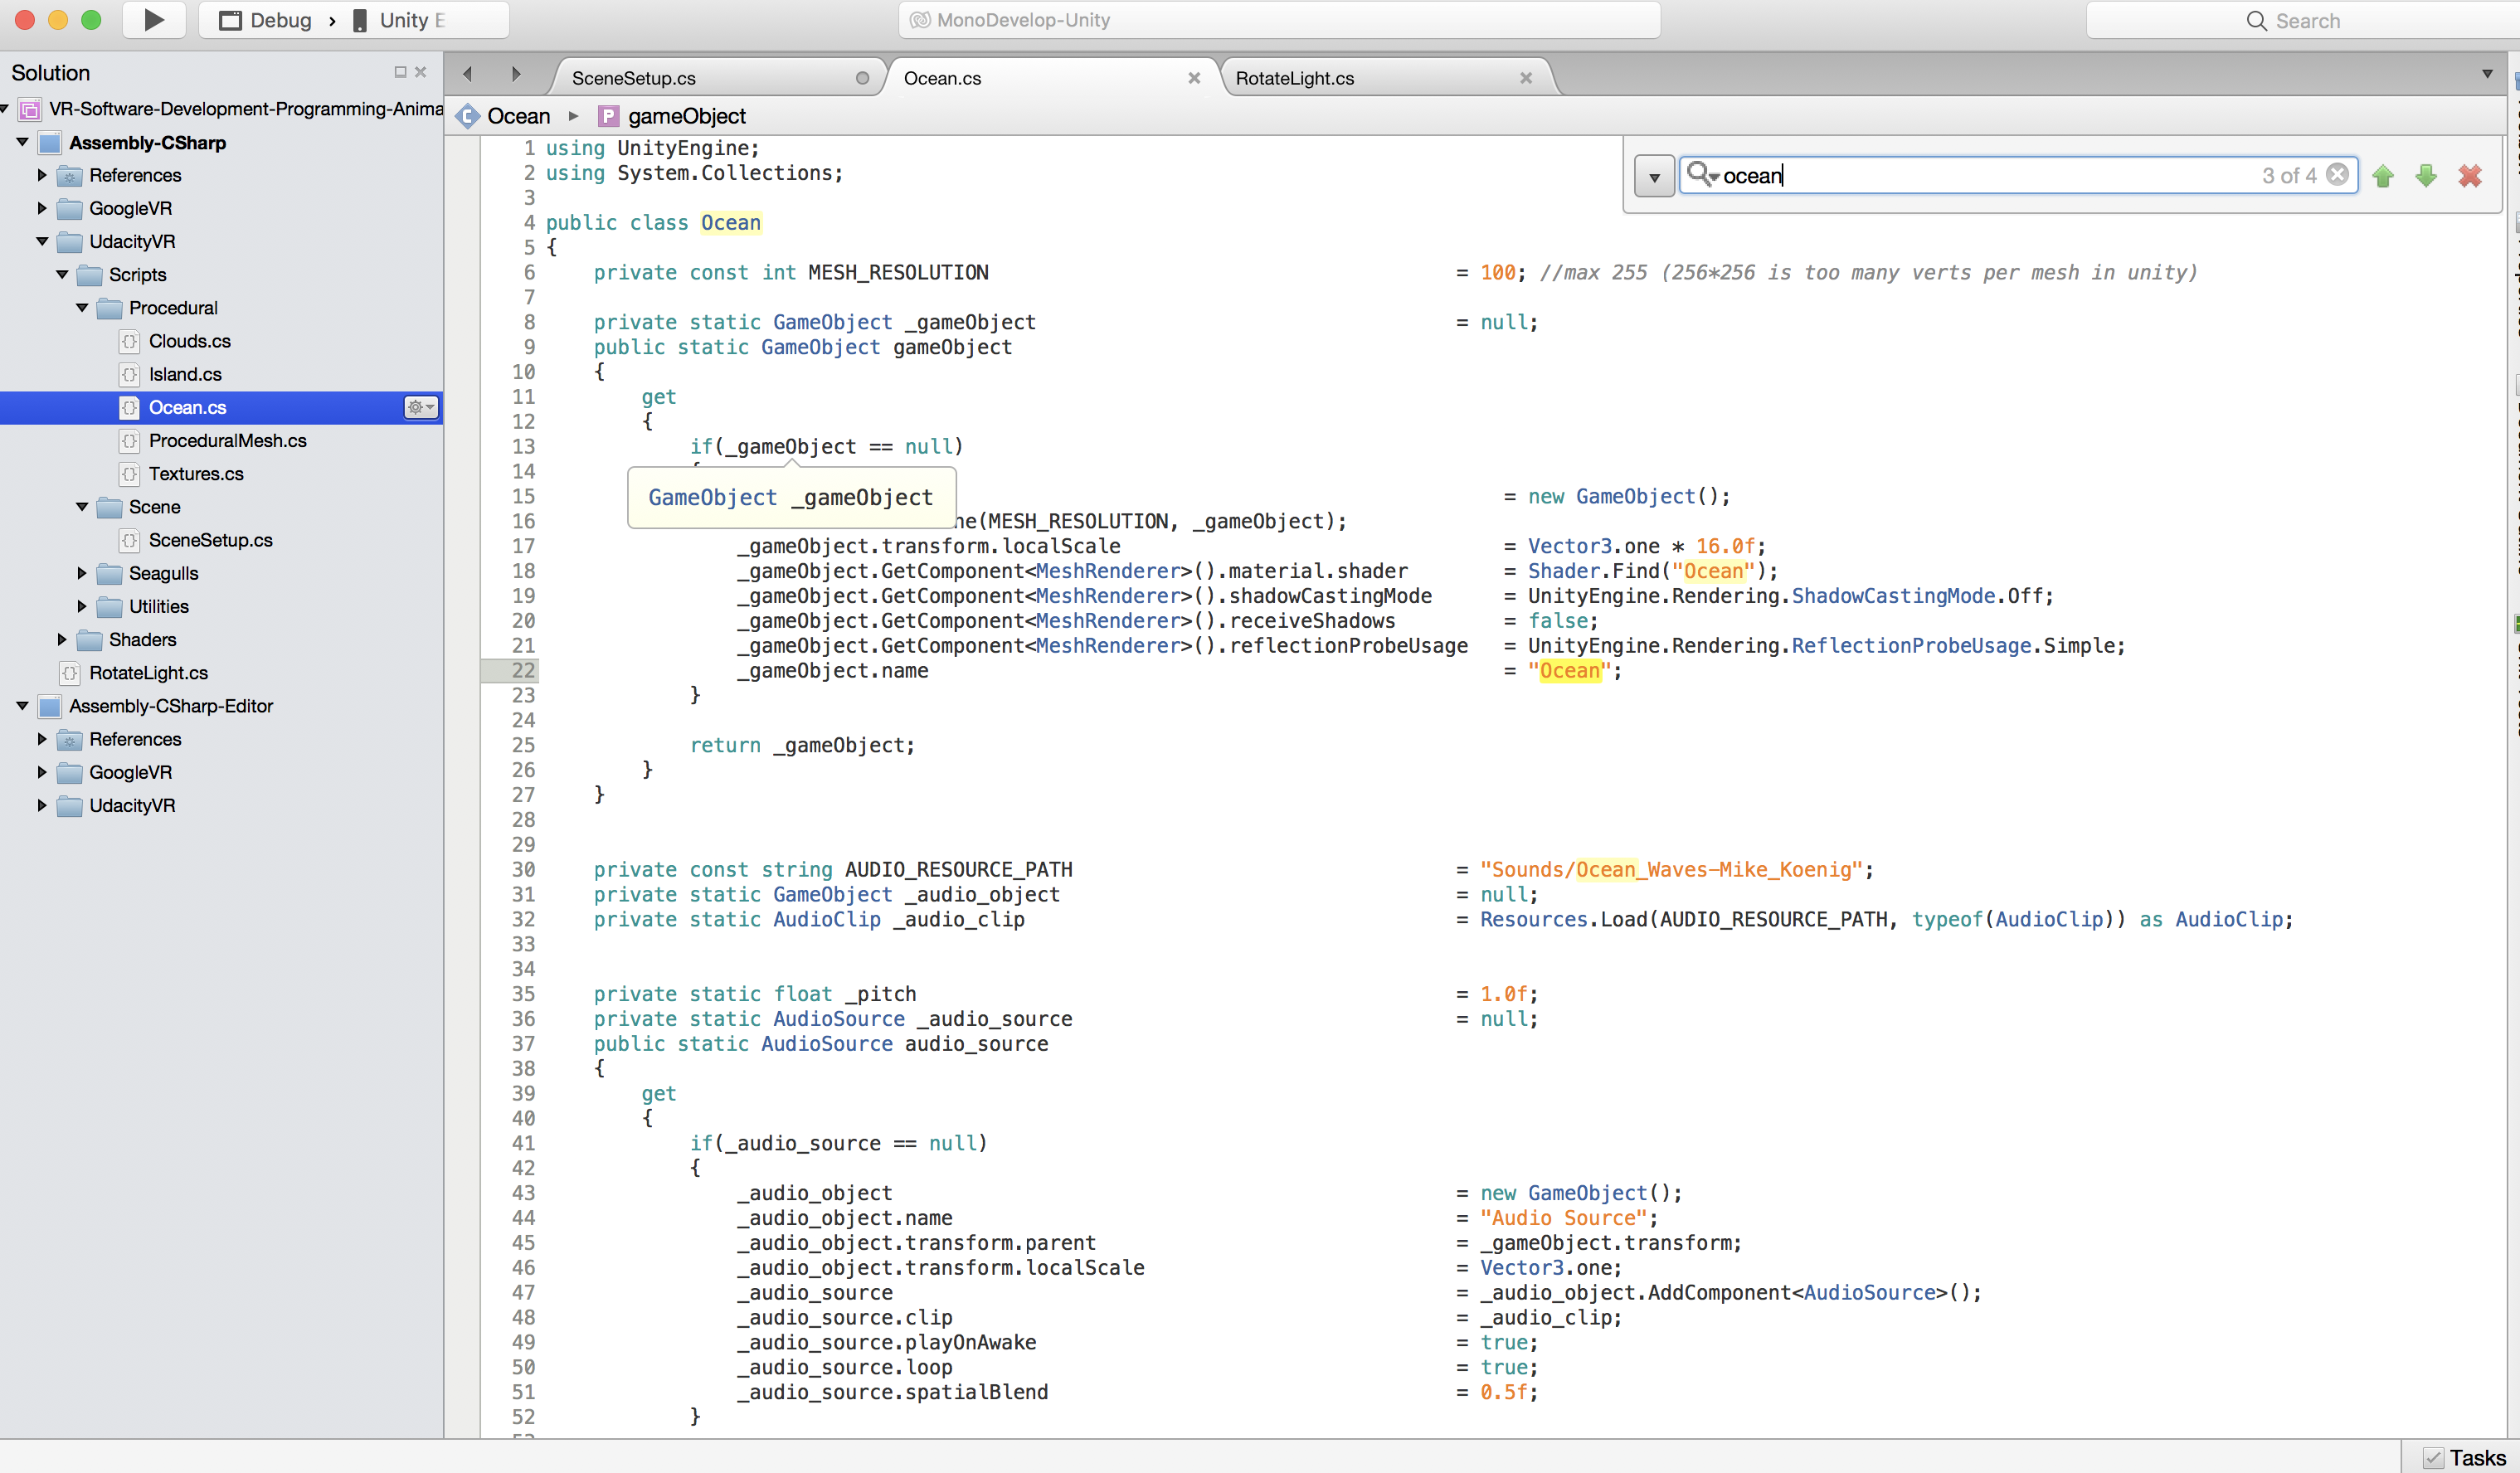 Debug › Unity E
MonoDevelop-Unity
Search
Solution
VR-Software-Development-Programming-Anima
Assembly-CSharp
References
GoogleVR
UdacityVR
Scripts
Procedural
Clouds.cs
Island.cs
Ocean.cs
ProceduralMesh.cs
Textures.cs
Scene
SceneSetup.cs
Seagulls
Utilities
Shaders
RotateLight.cs
Assembly-CSharp-Editor
References
GoogleVR
UdacityVR
SceneSetup.cs
Ocean.cs
RotateLight.cs
Ocean P gameObject
ocean 3 of 4
1 using UnityEngine;
2 using System.Collections;
3
4 public class Ocean
5 {
6 private const int MESH_RESOLUTION = 100; //max 255 (256*256 is too many verts per mesh in unity)
7
8 private static GameObject _gameObject = null;
9 public static GameObject gameObject
10 {
11 get
12 {
13 if(_gameObject == null)
14
GameObject _gameObject
15 = new GameObject();
16 ne(MESH_RESOLUTION, _gameObject);
17 _gameObject.transform.localScale = Vector3.one * 16.0f;
18 _gameObject.GetComponent<MeshRenderer>().material.shader = Shader.Find("Ocean");
19 _gameObject.GetComponent<MeshRenderer>().shadowCastingMode = UnityEngine.Rendering.ShadowCastingMode.Off;
20 _gameObject.GetComponent<MeshRenderer>().receiveShadows = false;
21 _gameObject.GetComponent<MeshRenderer>().reflectionProbeUsage = UnityEngine.Rendering.ReflectionProbeUsage.Simple;
22 _gameObject.name = "Ocean";
23 }
24
25 return _gameObject;
26 }
27 }
28
29
30 private const string AUDIO_RESOURCE_PATH = "Sounds/Ocean_Waves-Mike_Koenig";
31 private static GameObject _audio_object = null;
32 private static AudioClip _audio_clip = Resources.Load(AUDIO_RESOURCE_PATH, typeof(AudioClip)) as AudioClip;
33
34
35 private static float _pitch = 1.0f;
36 private static AudioSource _audio_source = null;
37 public static AudioSource audio_source
38 {
39 get
40 {
41 if(_audio_source == null)
42 {
43 _audio_object = new GameObject();
44 _audio_object.name = "Audio Source";
45 _audio_object.transform.parent = _gameObject.transform;
46 _audio_object.transform.localScale = Vector3.one;
47 _audio_source = _audio_object.AddComponent<AudioSource>();
48 _audio_source.clip = _audio_clip;
49 _audio_source.playOnAwake = true;
50 _audio_source.loop = true;
51 _audio_source.spatialBlend = 0.5f;
52 }
Tasks